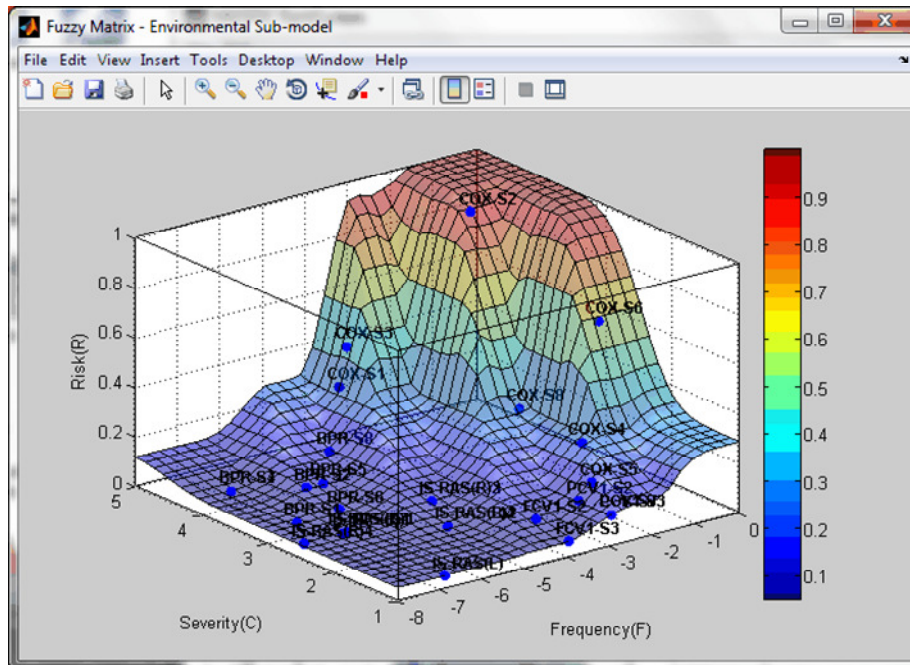 Fuzzy Matrix - Environmental Sub-model
File Edit View Insert Tools Desktop Window Help
COX-S2
COX-S6
COX-S3
COX-S1
COX-S8
COX-S4
COX-S5
BPR-S8
BPR-S5
BPR-S6
IS-RAS(R)3
PCV1-S2
FCV1-S2
FCV1-S3
IS-RAS(L)
Risk(R)
1
0.8
0.6
0.4
0.2
0
Severity(C)
5
4
3
2
1
Frequency(F)
-8
-7
-6
-5
-4
-3
-2
-1
0
0.9
0.8
0.7
0.6
0.5
0.4
0.3
0.2
0.1